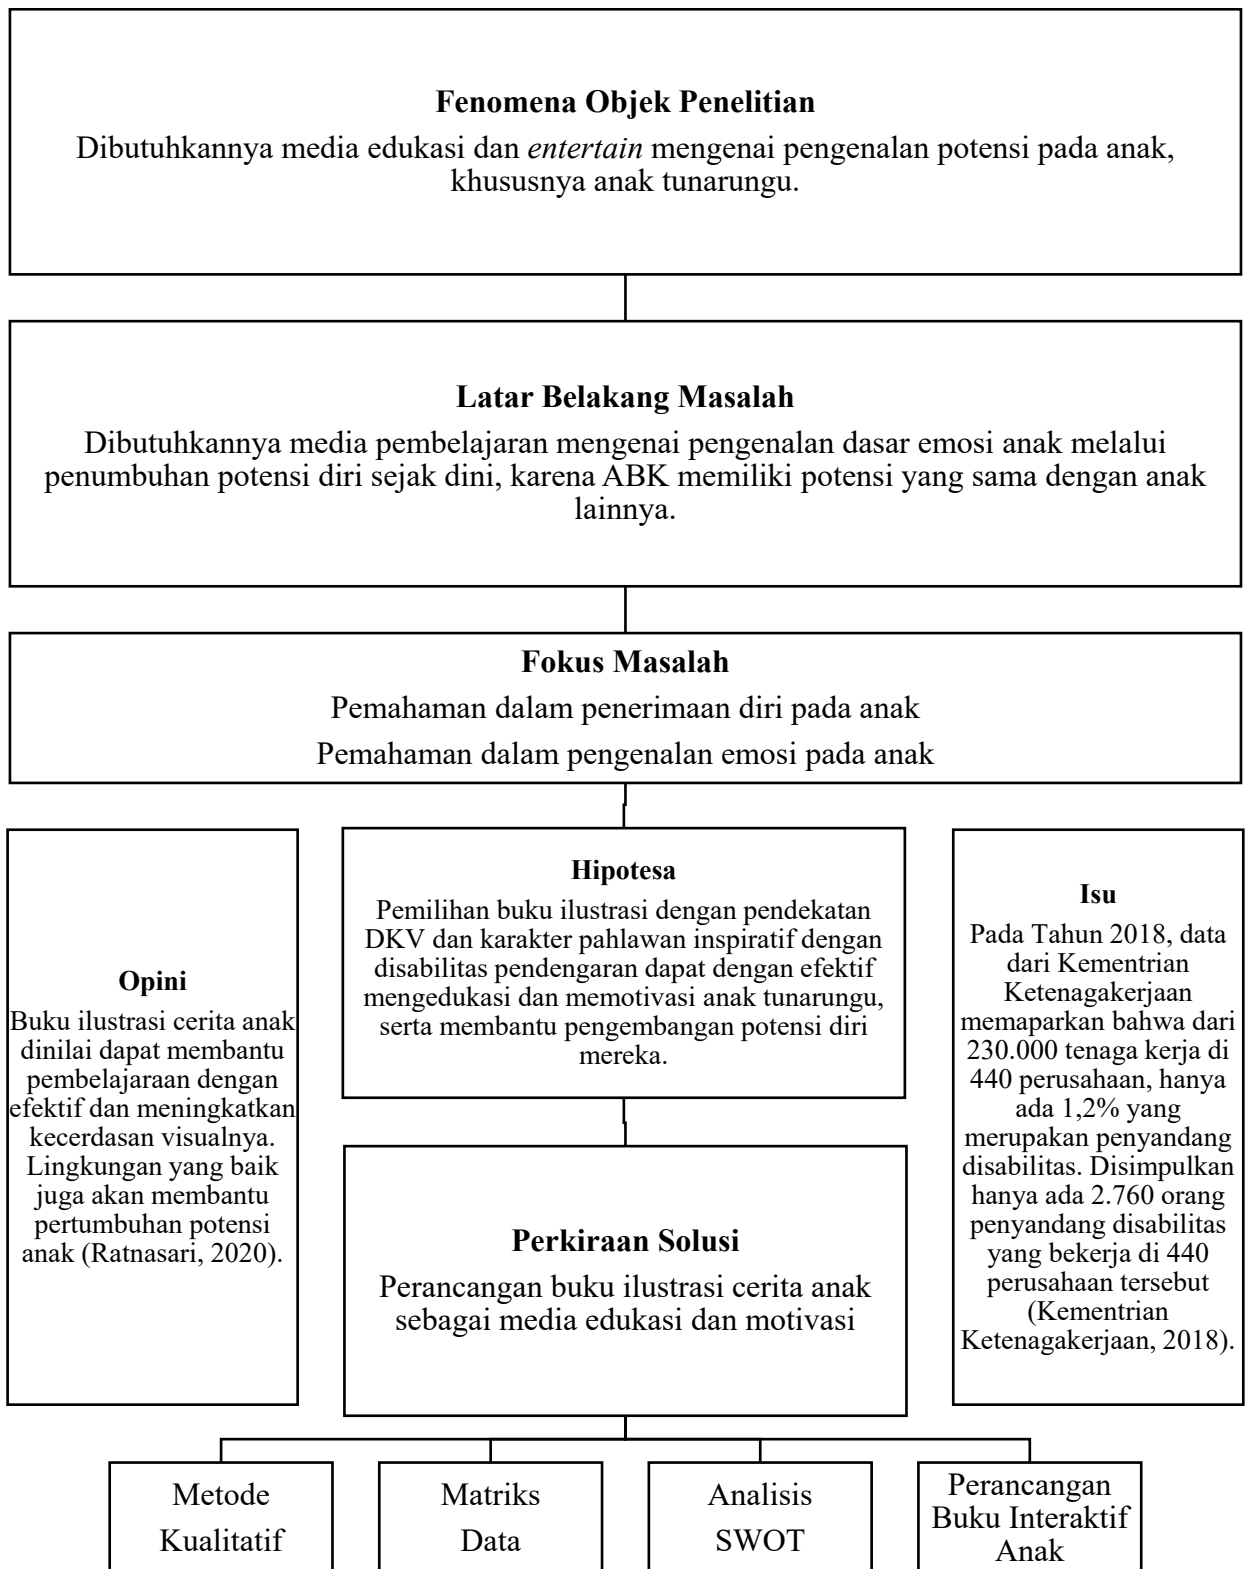 Fenomena Objek Penelitian
Dibutuhkannya media edukasi dan entertain mengenai pengenalan potensi pada anak,
khususnya anak tunarungu.
Latar Belakang Masalah
Dibutuhkannya media pembelajaran mengenai pengenalan dasar emosi anak melalui
penumbuhan potensi diri sejak dini, karena ABK memiliki potensi yang sama dengan anak
lainnya.
Fokus Masalah
Pemahaman dalam penerimaan diri pada anak
Pemahaman dalam pengenalan emosi pada anak
Opini
Buku ilustrasi cerita anak
dinilai dapat membantu
pembelajaraan dengan
efektif dan meningkatkan
kecerdasan visualnya.
Lingkungan yang baik
juga akan membantu
pertumbuhan potensi
anak (Ratnasari, 2020).
Hipotesa
Pemilihan buku ilustrasi dengan pendekatan
DKV dan karakter pahlawan inspiratif dengan
disabilitas pendengaran dapat dengan efektif
mengedukasi dan memotivasi anak tunarungu,
serta membantu pengembangan potensi diri
mereka.
Isu
Pada Tahun 2018, data
dari Kementrian
Ketenagakerjaan
memaparkan bahwa dari
230.000 tenaga kerja di
440 perusahaan, hanya
ada 1,2% yang
merupakan penyandang
disabilitas. Disimpulkan
hanya ada 2.760 orang
penyandang disabilitas
yang bekerja di 440
perusahaan tersebut
(Kementrian
Ketenagakerjaan, 2018).
Perkiraan Solusi
Perancangan buku ilustrasi cerita anak
sebagai media edukasi dan motivasi
Metode
Kualitatif
Matriks
Data
Analisis
SWOT
Perancangan
Buku Interaktif
Anak